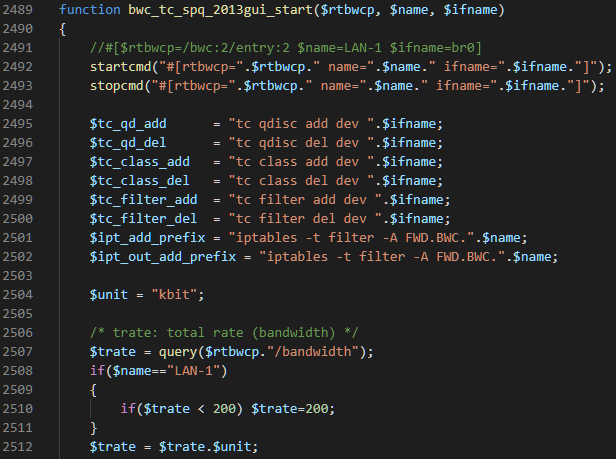 2489 function bwc_tc_spq_2013gui_start($rtbwcp, $name, $ifname)
2490 {
2491 //#[$rtbwcp=/bwc:2/entry:2 $name=LAN-1 $ifname=br0]
2492 startcmd("#[rtbwcp=".$rtbwcp." name=".$name." ifname=".$ifname."]");
2493 stopcmd("#[rtbwcp=".$rtbwcp." name=".$name." ifname=".$ifname."]");
2494
2495 $tc_qd_add = "tc qdisc add dev ".$ifname;
2496 $tc_qd_del = "tc qdisc del dev ".$ifname;
2497 $tc_class_add = "tc class add dev ".$ifname;
2498 $tc_class_del = "tc class del dev ".$ifname;
2499 $tc_filter_add = "tc filter add dev ".$ifname;
2500 $tc_filter_del = "tc filter del dev ".$ifname;
2501 $ipt_add_prefix = "iptables -t filter -A FWD.BWC.".$name;
2502 $ipt_out_add_prefix = "iptables -t filter -A FWD.BWC.".$name;
2503
2504 $unit = "kbit";
2505
2506 /* trate: total rate (bandwidth) */
2507 $trate = query($rtbwcp."/bandwidth");
2508 if($name=="LAN-1")
2509 {
2510 if($trate < 200) $trate=200;
2511 }
2512 $trate = $trate.$unit;